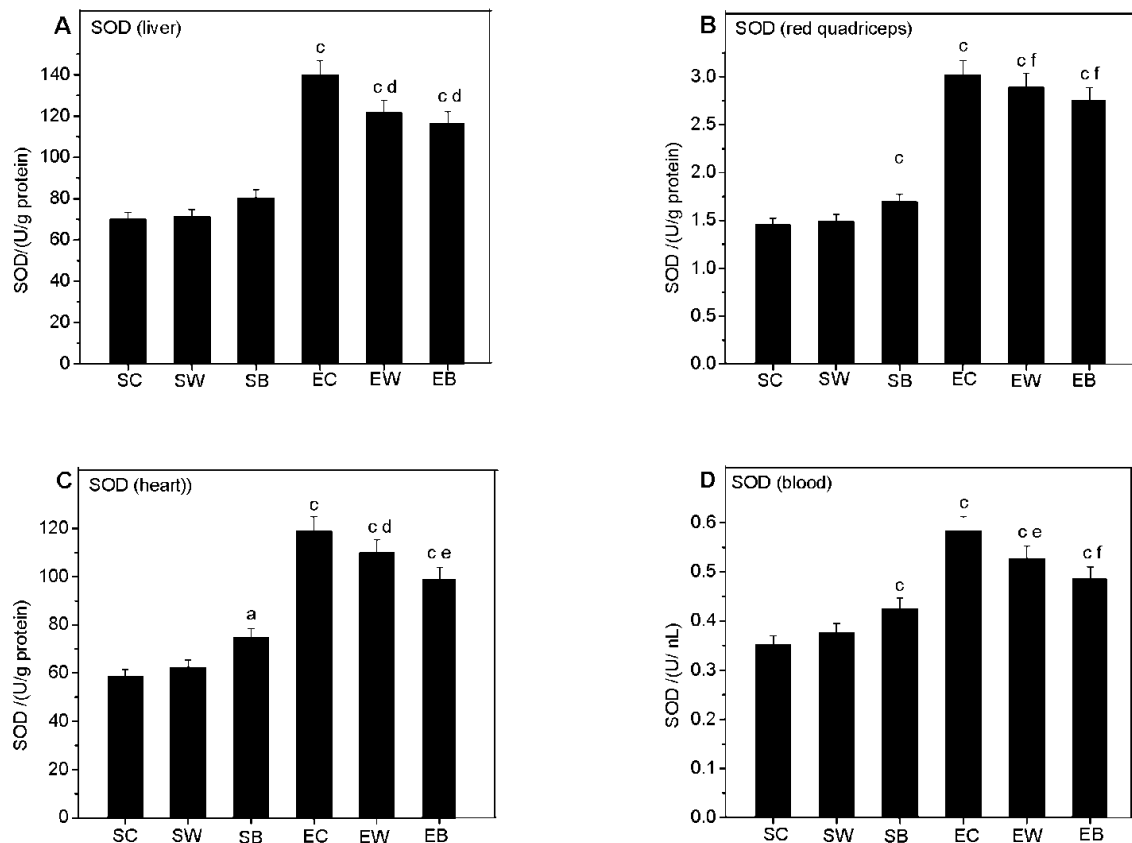 A
SOD (liver)
SOD/(U/g protein)
140
120
100
80
60
40
20
0
c
c d
c d
SC SW SB EC EW EB
B
SOD (red quadriceps)
SOD /(U/g protein)
3.0
2.5
2.0
1.5
1.0
0.5
0.0
c
c
c f
c f
SC SW SB EC EW EB
C
SOD (heart))
SOD /(U/g protein)
120
100
80
60
40
20
0
a
c
c d
c e
SC SW SB EC EW EB
D
SOD (blood)
SOD /(U/ nL)
0.6
0.5
0.4
0.3
0.2
0.1
0.0
c
c
c e
c f
SC SW SB EC EW EB